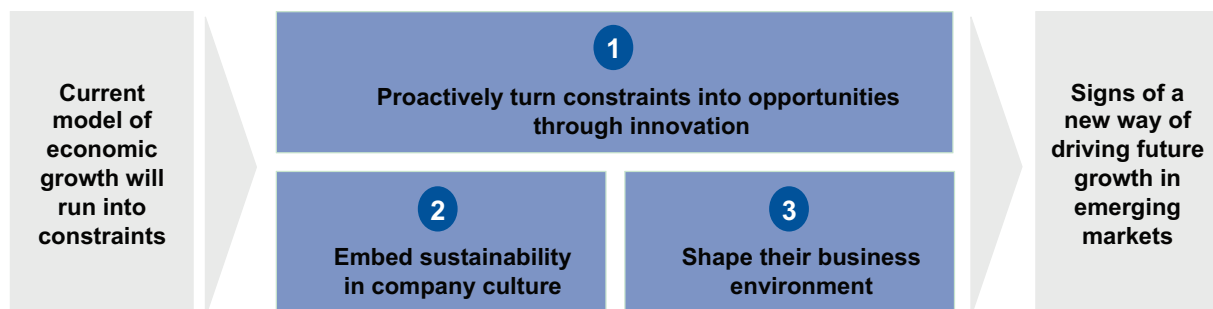 Current
model of
economic
growth will
run into
constraints
1
Proactively turn constraints into opportunities
through innovation
2
Embed sustainability
in company culture
3
Shape their business
environment
Signs of a
new way of
driving future
growth in
emerging
markets